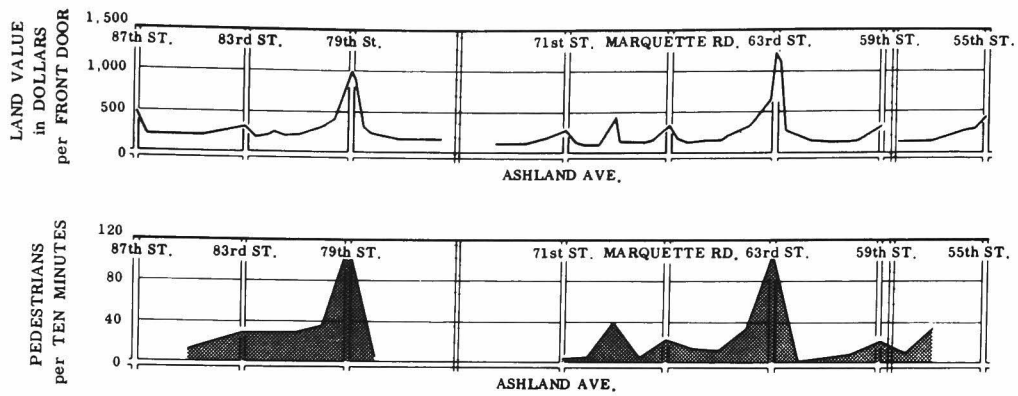 LAND VALUE
in DOLLARS
per FRONT DOOR
1,500
1,000
500
0
87th ST. 83rd ST. 79th St. 71st ST. MARQUETTE RD. 63rd ST. 59th ST. 55th ST.
ASHLAND AVE.
PEDESTRIANS
per TEN MINUTES
120
80
40
0
87th ST. 83rd ST. 79th ST. 71st ST. MARQUETTE RD. 63rd ST. 59th ST. 55th ST.
ASHLAND AVE.